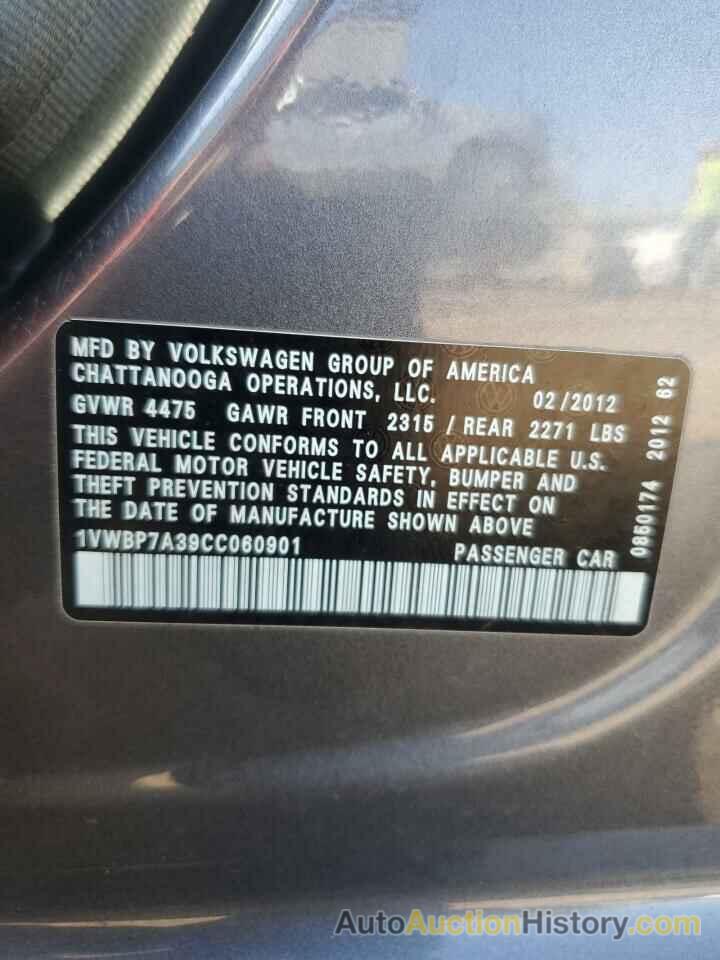 MFD BY VOLKSWAGEN GROUP OF AMERICA
CHATTANOOGA OPERATIONS, LLC. 02/2012
GVWR 4475 GAWR FRONT 2315 / REAR 2271 LBS
THIS VEHICLE CONFORMS TO ALL APPLICABLE U.S.
FEDERAL MOTOR VEHICLE SAFETY, BUMPER AND
THEFT PREVENTION STANDARDS IN EFFECT ON
THE DATE OF MANUFACTURE SHOWN ABOVE
1VWBP7A39CC060901 PASSENGER CAR
0850174 2012 62
AutoAuctionHistory.com